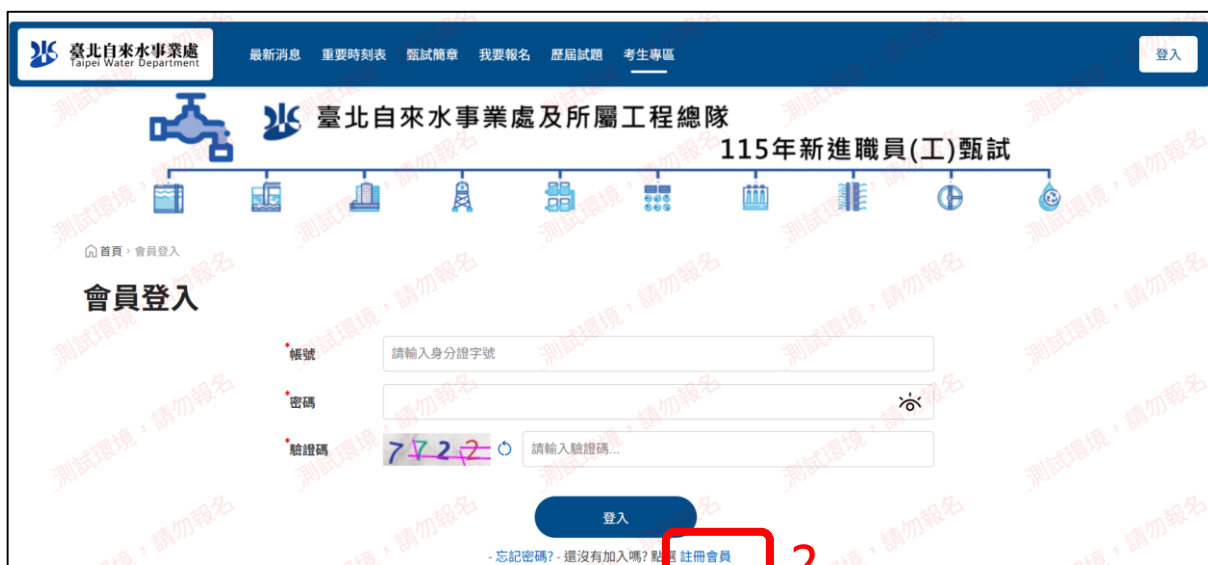 臺北自來水事業處
Taipei Water Department
最新消息 重要時刻表 甄試簡章 我要報名 歷屆試題 考生專區
登入
臺北自來水事業處及所屬工程總隊
115年新進職員(工)甄試
首頁 › 會員登入
會員登入
*帳號 請輸入身分證字號
*密碼
*驗證碼 7722 請輸入驗證碼...
登入
- 忘記密碼? - 還沒有加入嗎? 點選 註冊會員
2
測試環境，請勿報名